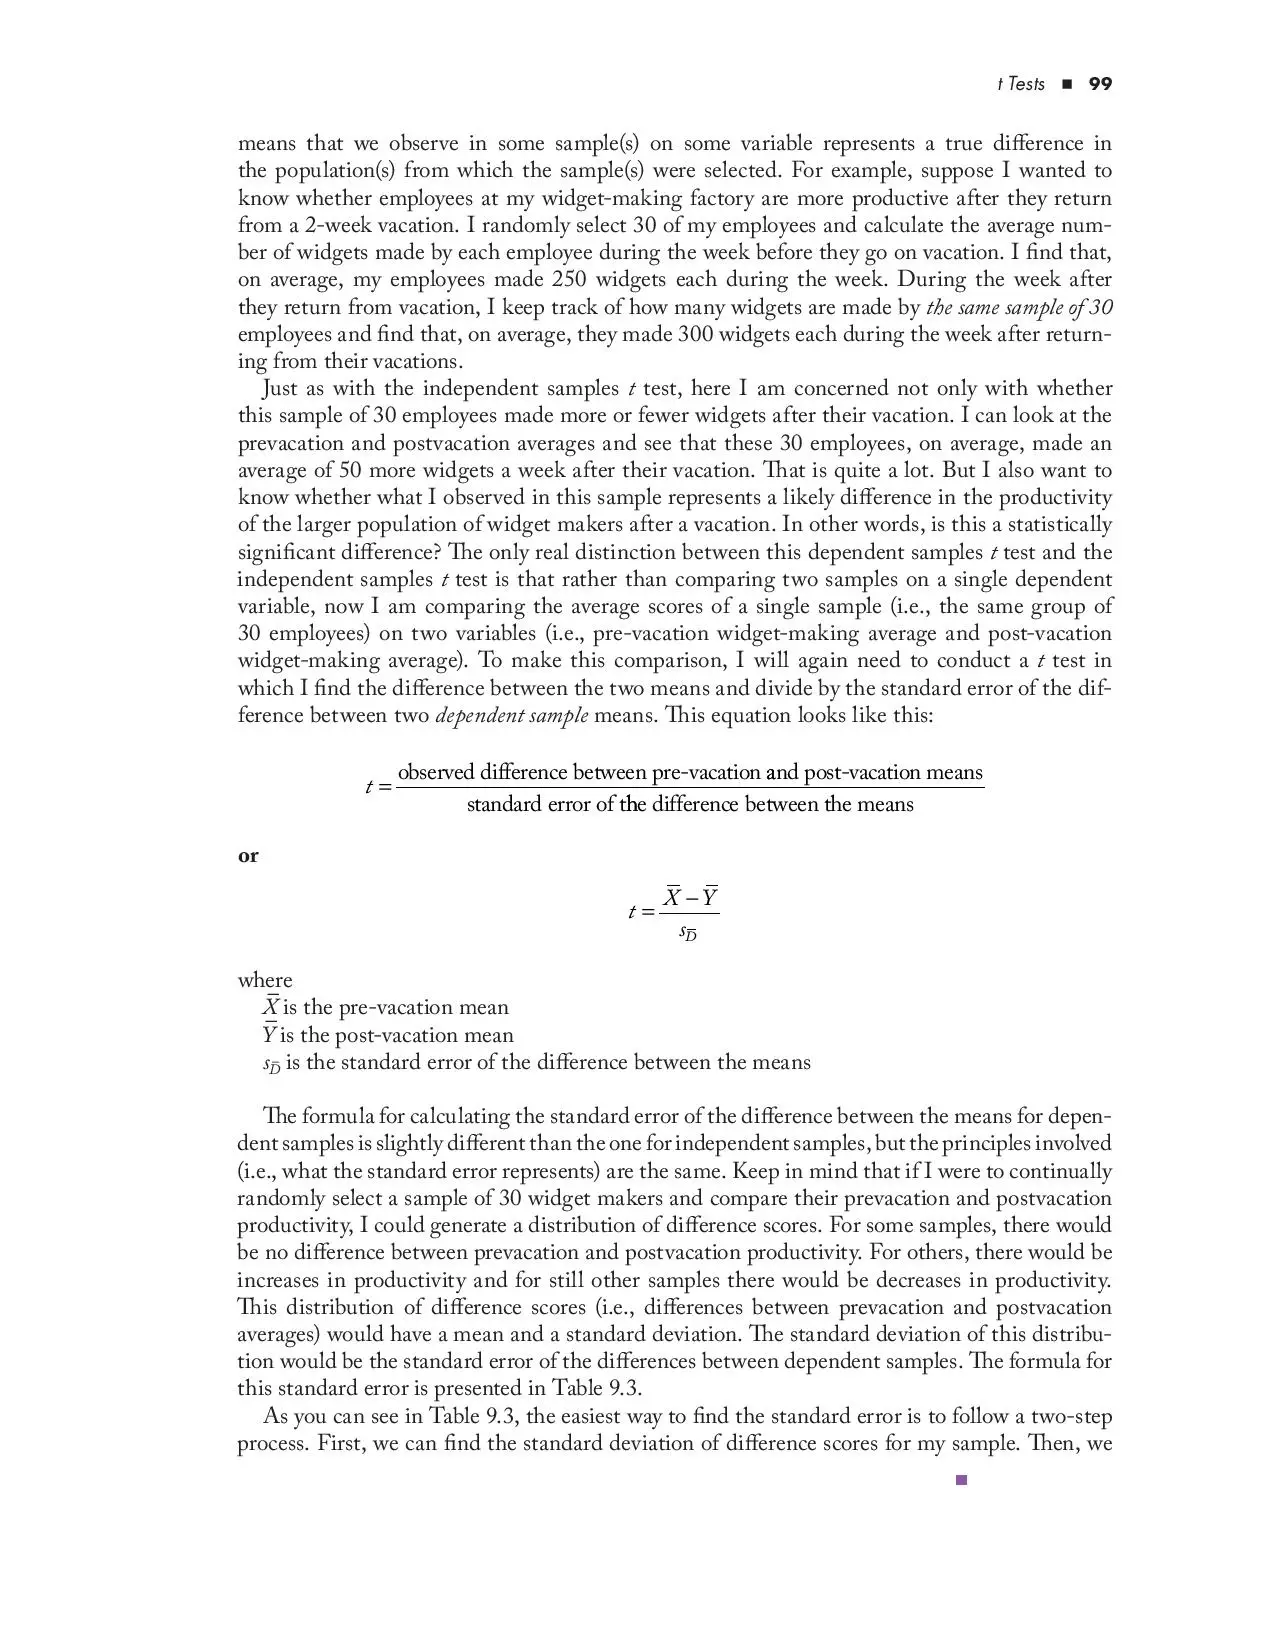 t Tests ■ 99
means that we observe in some sample(s) on some variable represents a true difference in
the population(s) from which the sample(s) were selected. For example, suppose I wanted to
know whether employees at my widget-making factory are more productive after they return
from a 2-week vacation. I randomly select 30 of my employees and calculate the average num-
ber of widgets made by each employee during the week before they go on vacation. I find that,
on average, my employees made 250 widgets each during the week. During the week after
they return from vacation, I keep track of how many widgets are made by the same sample of 30
employees and find that, on average, they made 300 widgets each during the week after return-
ing from their vacations.
Just as with the independent samples t test, here I am concerned not only with whether
this sample of 30 employees made more or fewer widgets after their vacation. I can look at the
prevacation and postvacation averages and see that these 30 employees, on average, made an
average of 50 more widgets a week after their vacation. That is quite a lot. But I also want to
know whether what I observed in this sample represents a likely difference in the productivity
of the larger population of widget makers after a vacation. In other words, is this a statistically
significant difference? The only real distinction between this dependent samples t test and the
independent samples t test is that rather than comparing two samples on a single dependent
variable, now I am comparing the average scores of a single sample (i.e., the same group of
30 employees) on two variables (i.e., pre-vacation widget-making average and post-vacation
widget-making average). To make this comparison, I will again need to conduct a t test in
which I find the difference between the two means and divide by the standard error of the dif-
ference between two dependent sample means. This equation looks like this:
observed difference between pre-vacation and post-vacation means
t =
standard error of the difference between the means
or
X̅ – Y̅
t =
s_D̅
where
X̅ is the pre-vacation mean
Y̅ is the post-vacation mean
s_D̅ is the standard error of the difference between the means
The formula for calculating the standard error of the difference between the means for depen-
dent samples is slightly different than the one for independent samples, but the principles involved
(i.e., what the standard error represents) are the same. Keep in mind that if I were to continually
randomly select a sample of 30 widget makers and compare their prevacation and postvacation
productivity, I could generate a distribution of difference scores. For some samples, there would
be no difference between prevacation and postvacation productivity. For others, there would be
increases in productivity and for still other samples there would be decreases in productivity.
This distribution of difference scores (i.e., differences between prevacation and postvacation
averages) would have a mean and a standard deviation. The standard deviation of this distribu-
tion would be the standard error of the differences between dependent samples. The formula for
this standard error is presented in Table 9.3.
As you can see in Table 9.3, the easiest way to find the standard error is to follow a two-step
process. First, we can find the standard deviation of difference scores for my sample. Then, we